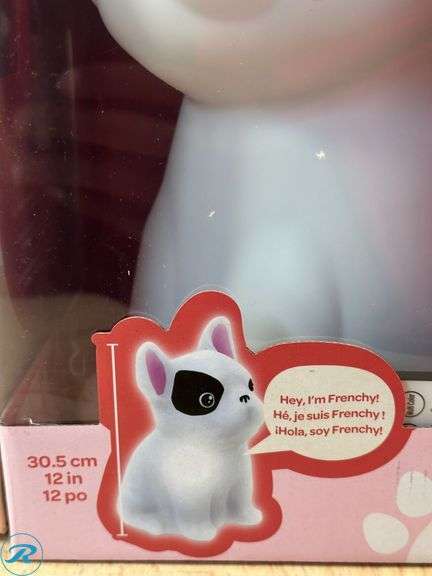 Hey, I'm Frenchy!
Hé, je suis Frenchy !
¡Hola, soy Frenchy!
30.5 cm
12 in
12 po
R